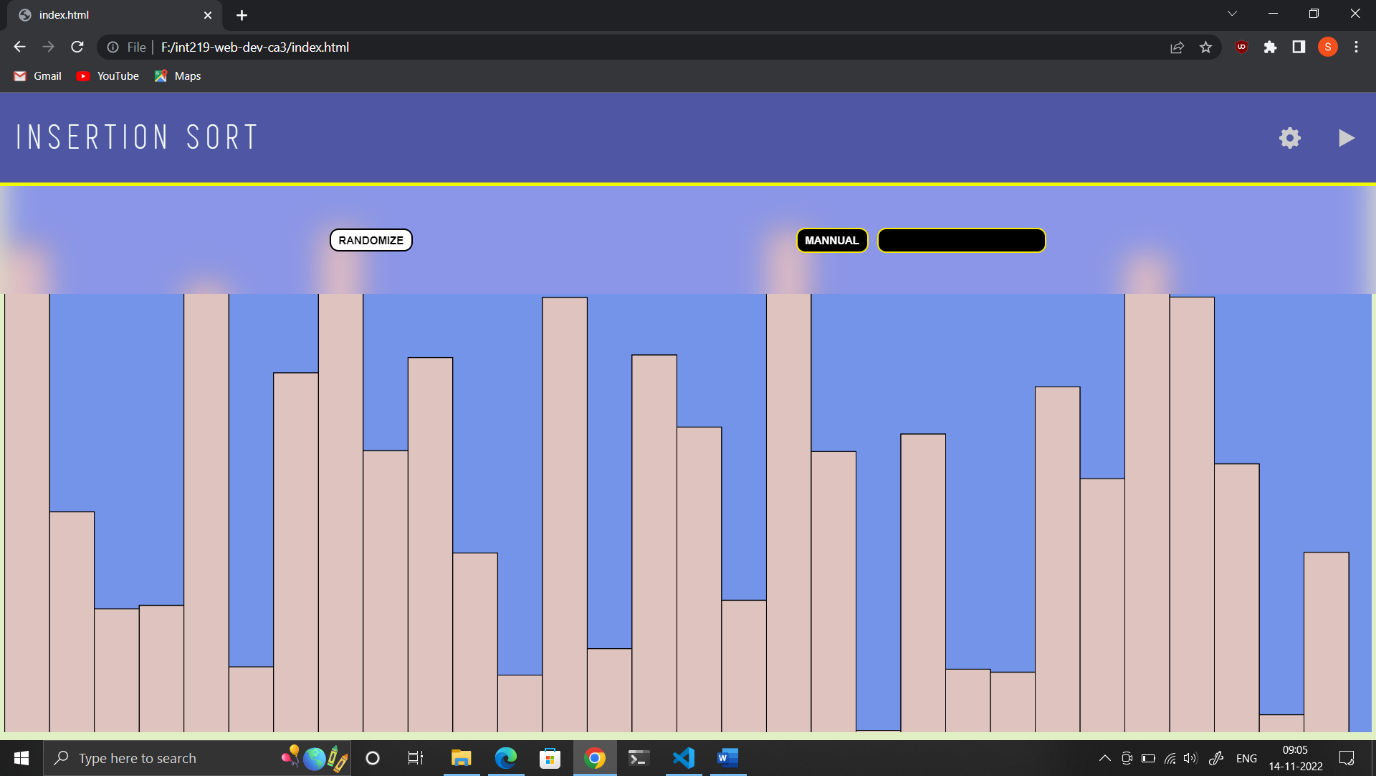 index.html
File F:/int219-web-dev-ca3/index.html
S
Gmail YouTube Maps
INSERTION SORT
RANDOMIZE MANNUAL
Type here to search
ENG
09:05
14-11-2022